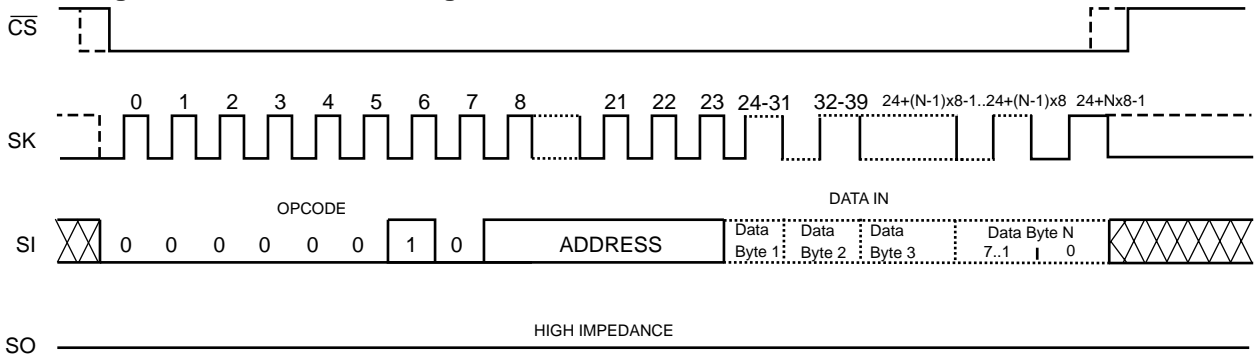 CS
0 1 2 3 4 5 6 7 8 21 22 23 24-31 32-39 24+(N-1)x8-1..24+(N-1)x8 24+Nx8-1
SK
OPCODE DATA IN
SI 0 0 0 0 0 0 1 0 ADDRESS Data Byte 1 Data Byte 2 Data Byte 3 Data Byte N 7..1 0
HIGH IMPEDANCE
SO